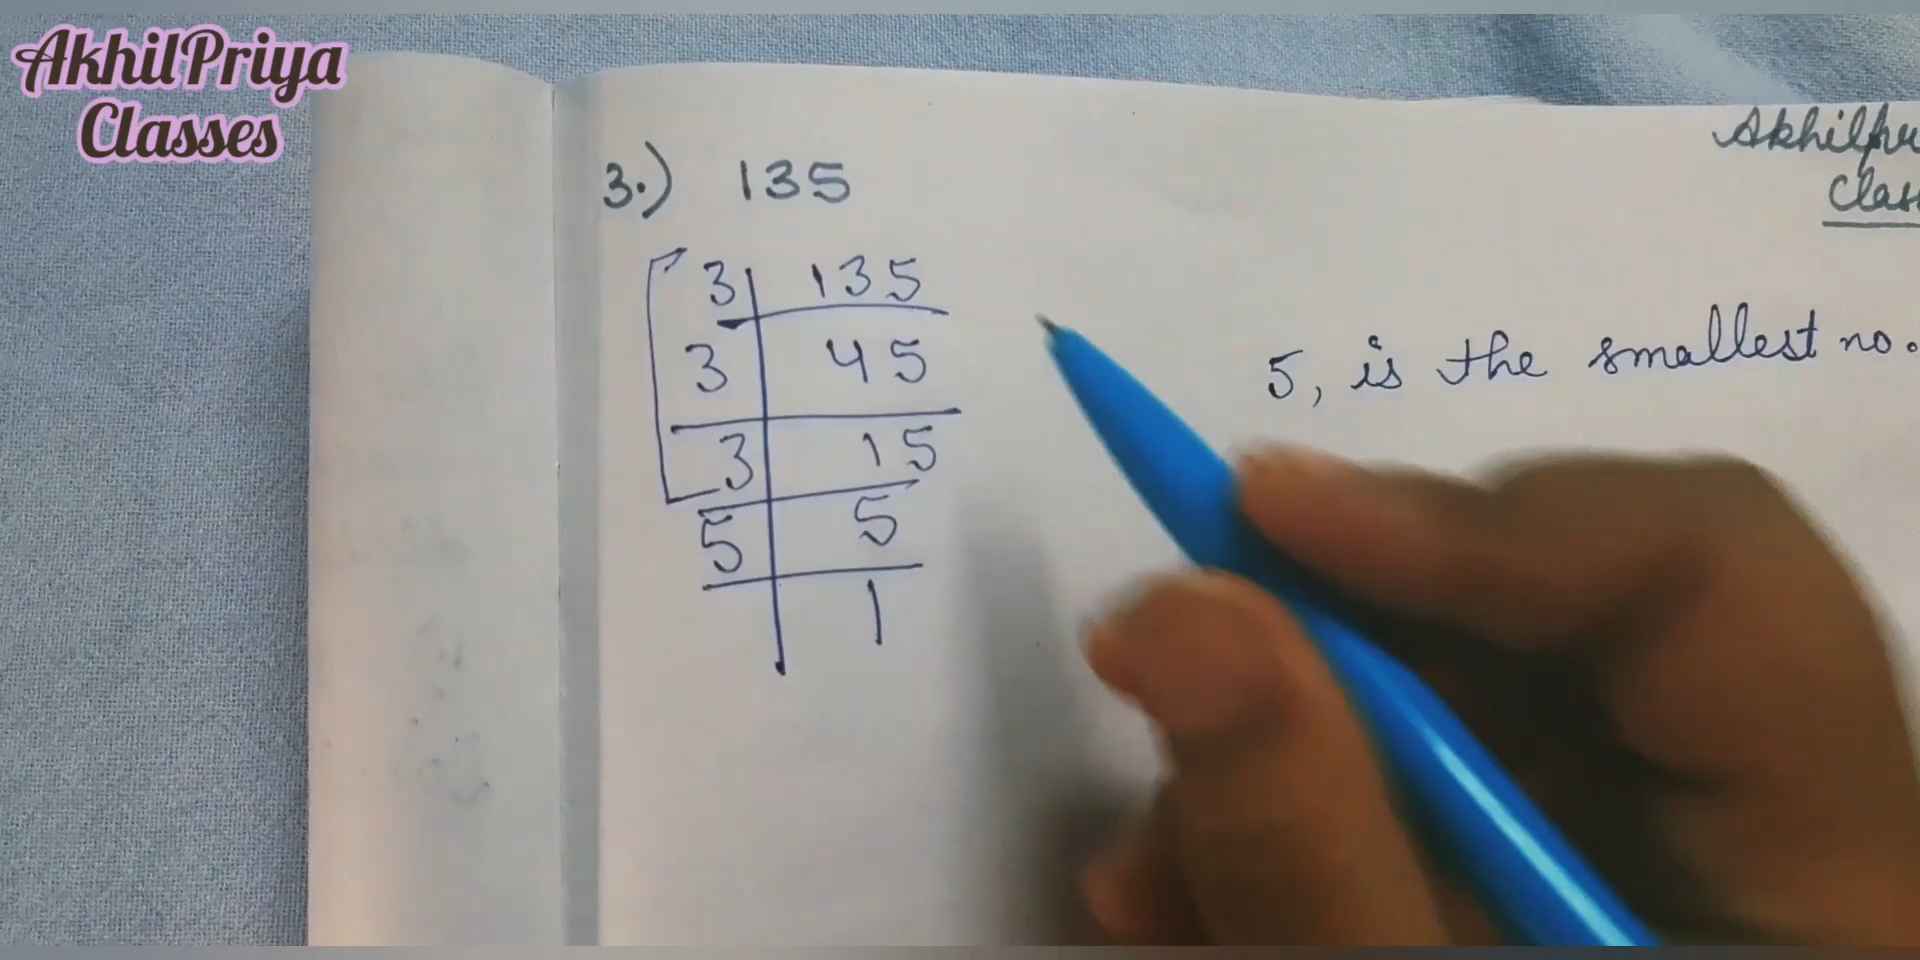 AkhilPriya
Classes
3.) 135
3 135
3 45
3 15
5 5
1
5, is the smallest no.